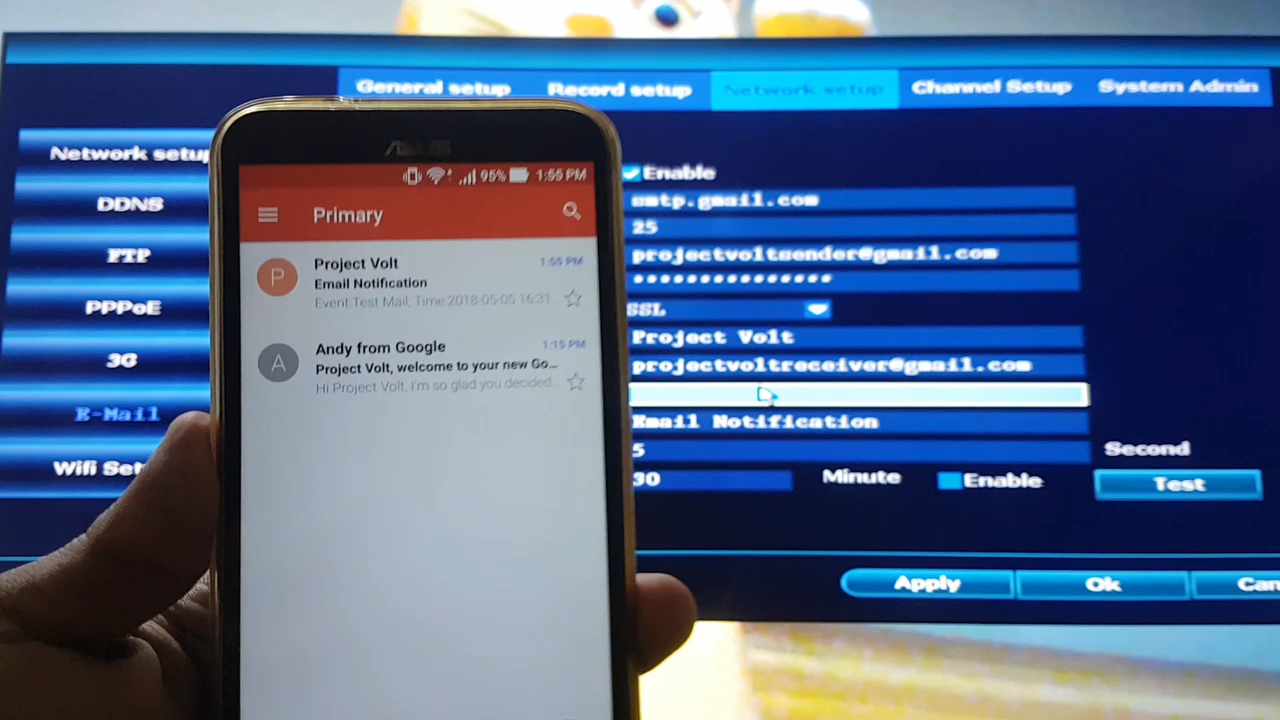 General setup
Record setup
Network setup
Channel Setup
System Admin
Network setup
DDNS
FTP
PPPoE
3G
E-Mail
Wifi
Enable
smtp.gmail.com
25
projectvoltsender@gmail.com
***************
SSL
Project Volt
projectvoltreceiver@gmail.com
Email Notification
5
Second
30
Minute
Enable
Test
Apply
Ok
ASUS
95%
1:55 PM
Primary
P
Project Volt
1:55 PM
Email Notification
Event:Test Mail, Time:2018-05-05 16:31...
A
Andy from Google
1:15 PM
Project Volt, welcome to your new Go...
Hi Project Volt, I'm so glad you decided...